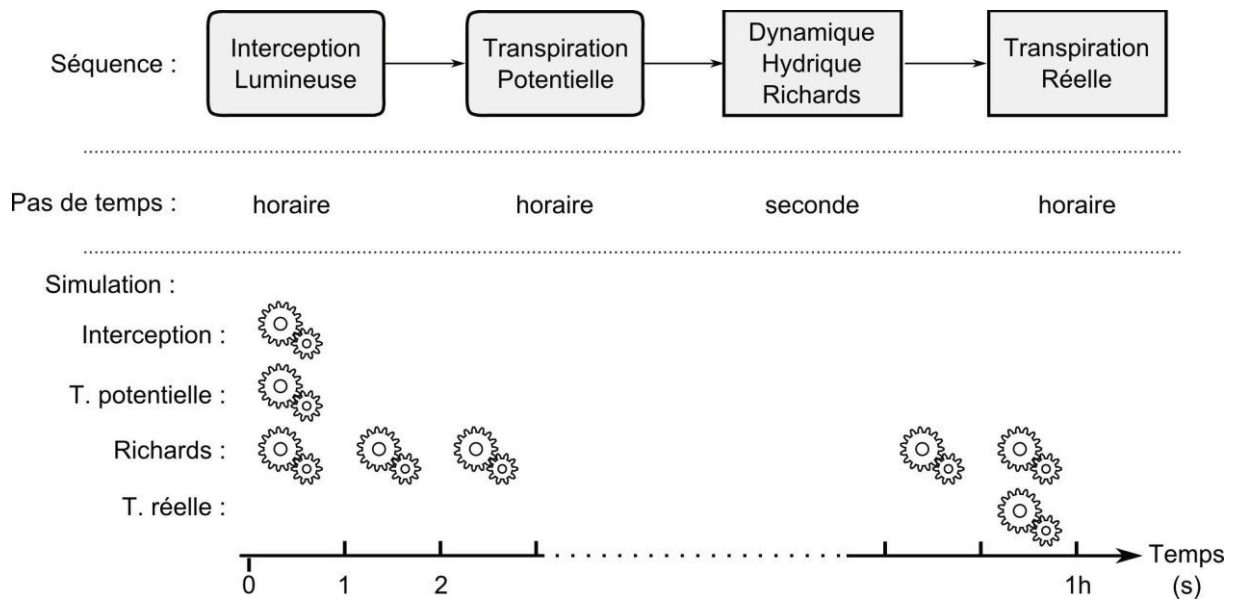 Séquence :
Interception
Lumineuse
Transpiration
Potentielle
Dynamique
Hydrique
Richards
Transpiration
Réelle
Pas de temps :
horaire
horaire
seconde
horaire
Simulation :
Interception :
T. potentielle :
Richards :
T. réelle :
0
1
2
1h
Temps
(s)